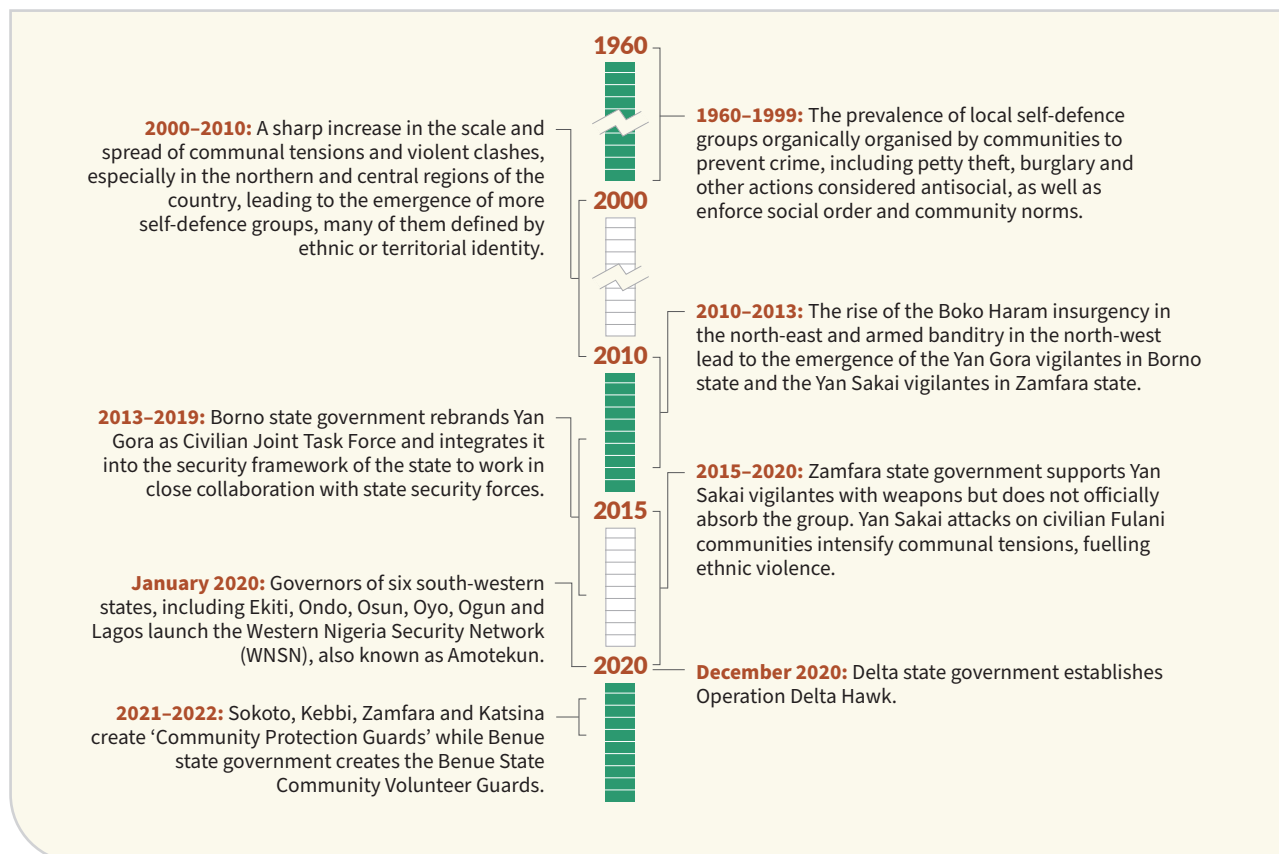 1960
1960–1999: The prevalence of local self-defence
groups organically organised by communities to
prevent crime, including petty theft, burglary and
other actions considered antisocial, as well as
enforce social order and community norms.
2000–2010: A sharp increase in the scale and
spread of communal tensions and violent clashes,
especially in the northern and central regions of the
country, leading to the emergence of more
self-defence groups, many of them defined by
ethnic or territorial identity.
2000
2010–2013: The rise of the Boko Haram insurgency in
the north-east and armed banditry in the north-west
lead to the emergence of the Yan Gora vigilantes in Borno
state and the Yan Sakai vigilantes in Zamfara state.
2010
2013–2019: Borno state government rebrands Yan
Gora as Civilian Joint Task Force and integrates it
into the security framework of the state to work in
close collaboration with state security forces.
2015–2020: Zamfara state government supports Yan
Sakai vigilantes with weapons but does not officially
absorb the group. Yan Sakai attacks on civilian Fulani
communities intensify communal tensions, fuelling
ethnic violence.
2015
January 2020: Governors of six south-western
states, including Ekiti, Ondo, Osun, Oyo, Ogun and
Lagos launch the Western Nigeria Security Network
(WNSN), also known as Amotekun.
2020
December 2020: Delta state government establishes
Operation Delta Hawk.
2021–2022: Sokoto, Kebbi, Zamfara and Katsina
create ‘Community Protection Guards’ while Benue
state government creates the Benue State
Community Volunteer Guards.